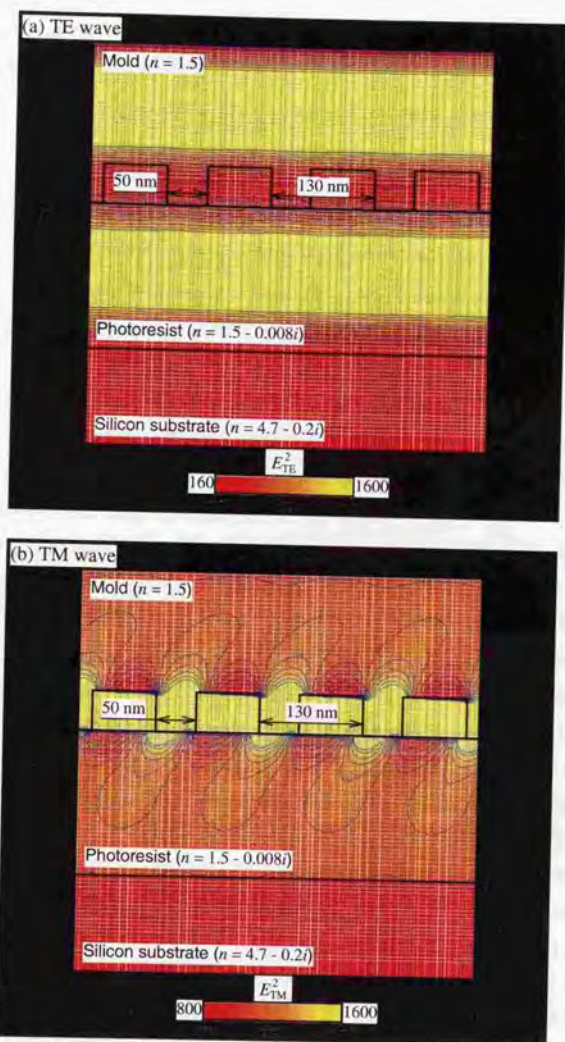 (a) TE wave
Mold (n = 1.5)
50 nm
130 nm
Photoresist (n = 1.5 - 0.008i)
Silicon substrate (n = 4.7 - 0.2i)
E²TE
160
1600
(b) TM wave
Mold (n = 1.5)
50 nm
130 nm
Photoresist (n = 1.5 - 0.008i)
Silicon substrate (n = 4.7 - 0.2i)
E²TM
800
1600